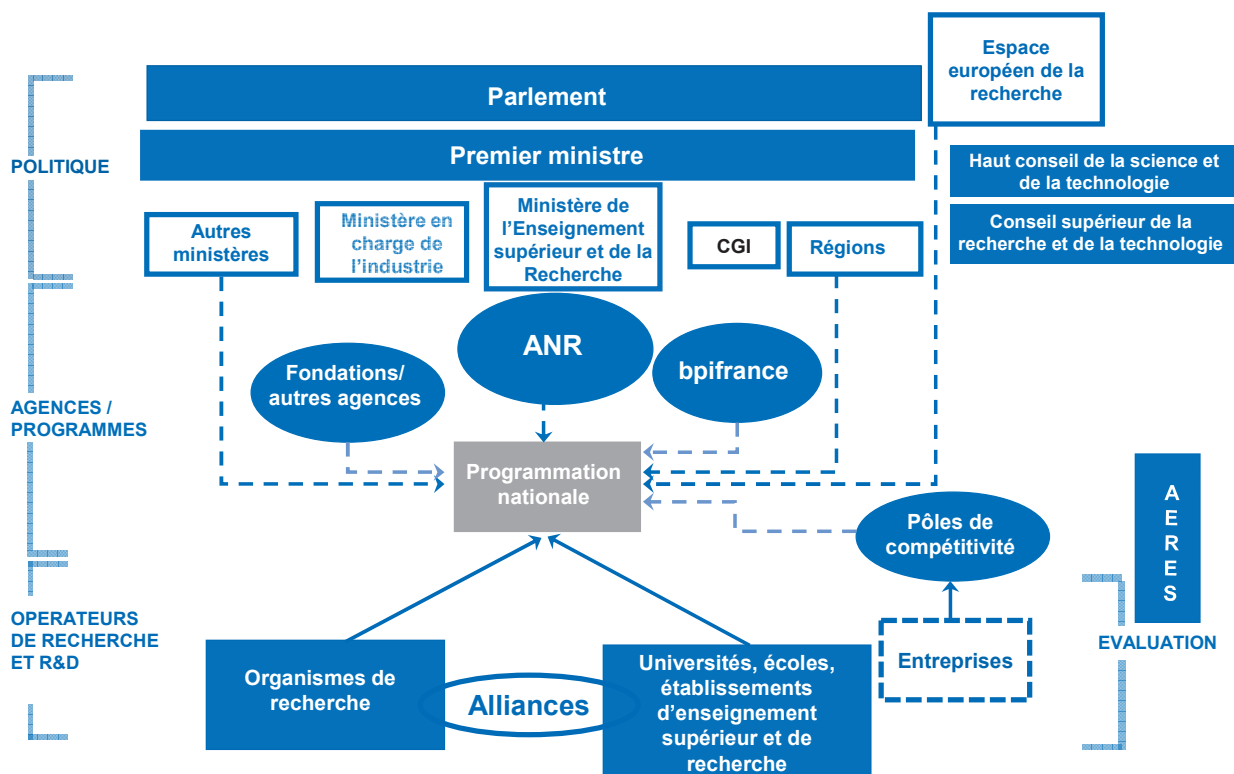 Espace
européen de la
recherche
Parlement
Premier ministre
POLITIQUE
Haut conseil de la science et
de la technologie
Conseil supérieur de la
recherche et de la technologie
Autres
ministères
Ministère en
charge de
l’industrie
Ministère de
l’Enseignement
supérieur et de la
Recherche
CGI
Régions
ANR
bpifrance
Fondations/
autres agences
AGENCES /
PROGRAMMES
Programmation
nationale
Pôles de
compétitivité
A
E
R
E
S
OPERATEURS
DE RECHERCHE
ET R&D
EVALUATION
Organismes de
recherche
Alliances
Universités, écoles,
établissements
d’enseignement
supérieur et de
recherche
Entreprises